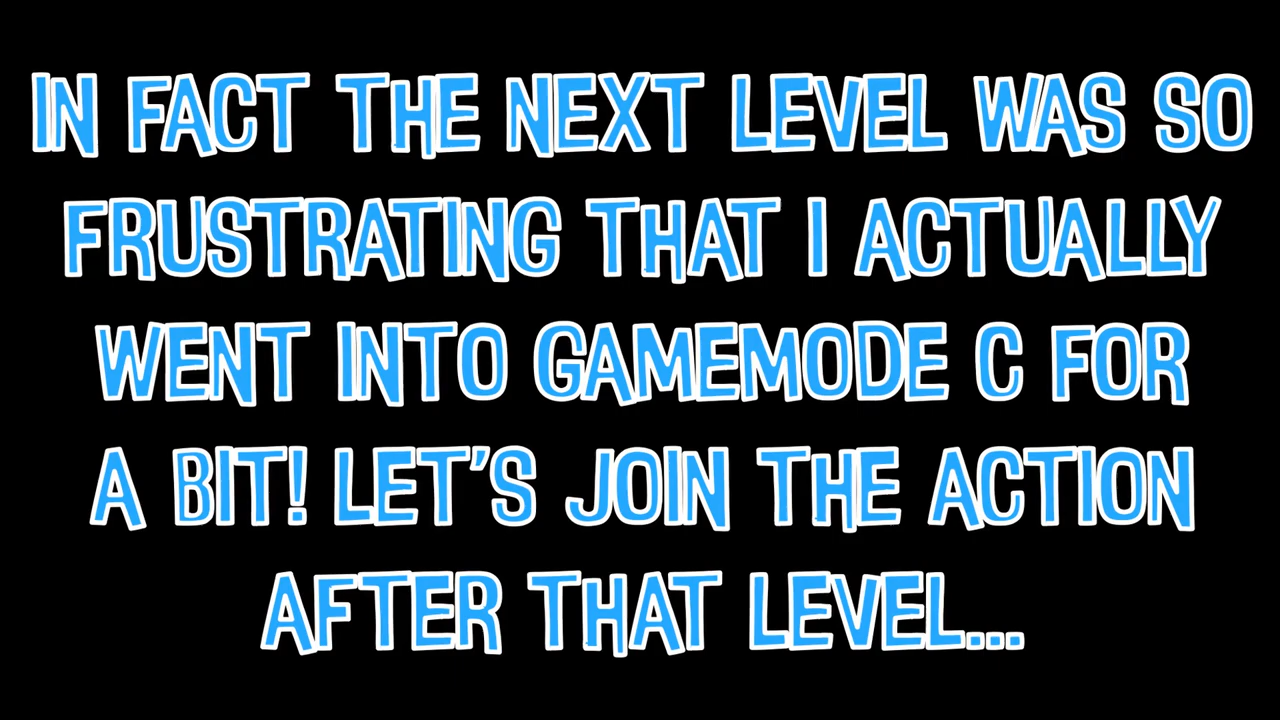 IN FACT THE NEXT LEVEL WAS SO
FRUSTRATING THAT I ACTUALLY
WENT INTO GAMEMODE C FOR
A BIT! LET'S JOIN THE ACTION
AFTER THAT LEVEL...